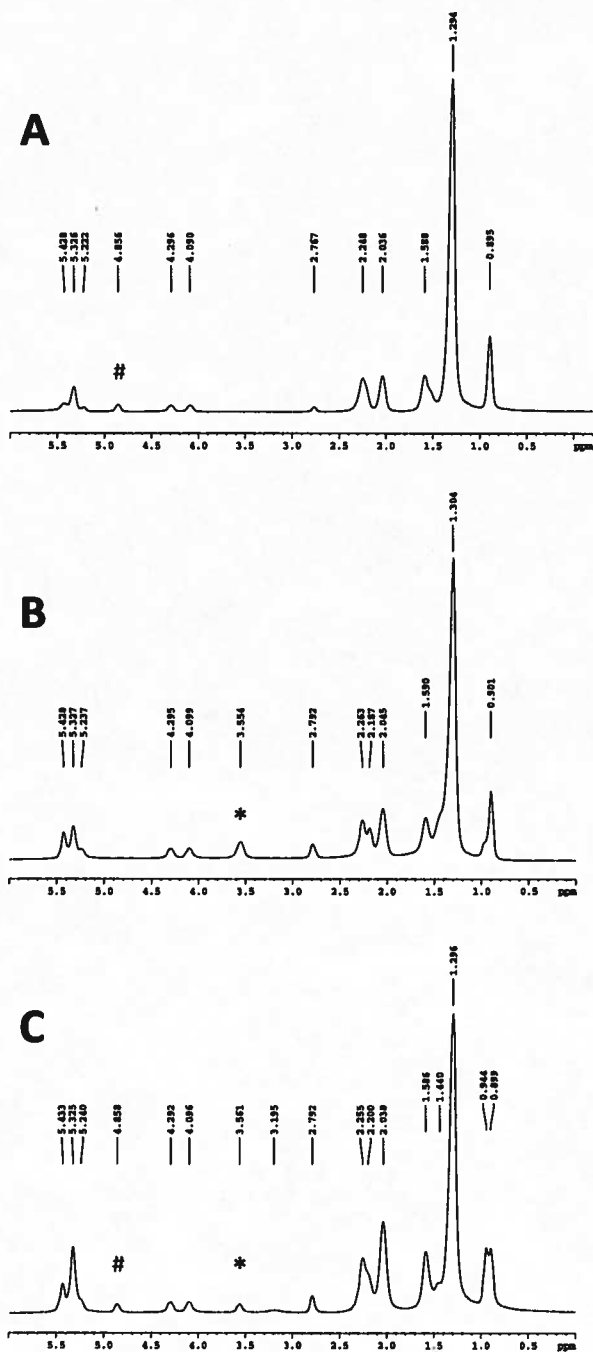 A
5.428 5.326 5.222 4.856 4.296 4.090 2.767 2.248 2.036 1.588 1.294 0.895
#
5.5 5.0 4.5 4.0 3.5 3.0 2.5 2.0 1.5 1.0 ppm
B
5.428 5.327 5.237 4.295 4.099 3.554 2.792 2.263 2.187 2.045 1.590 1.304 0.901
*
5.5 5.0 4.5 4.0 3.5 3.0 2.5 2.0 1.5 1.0 0.5 ppm
C
5.433 5.325 5.240 4.858 4.292 4.086 3.561 3.195 2.792 2.255 2.200 2.038 1.586 1.440 1.296 0.944 0.899
# *
5.5 5.0 4.5 4.0 3.5 3.0 2.5 2.0 1.5 1.0 0.5 ppm